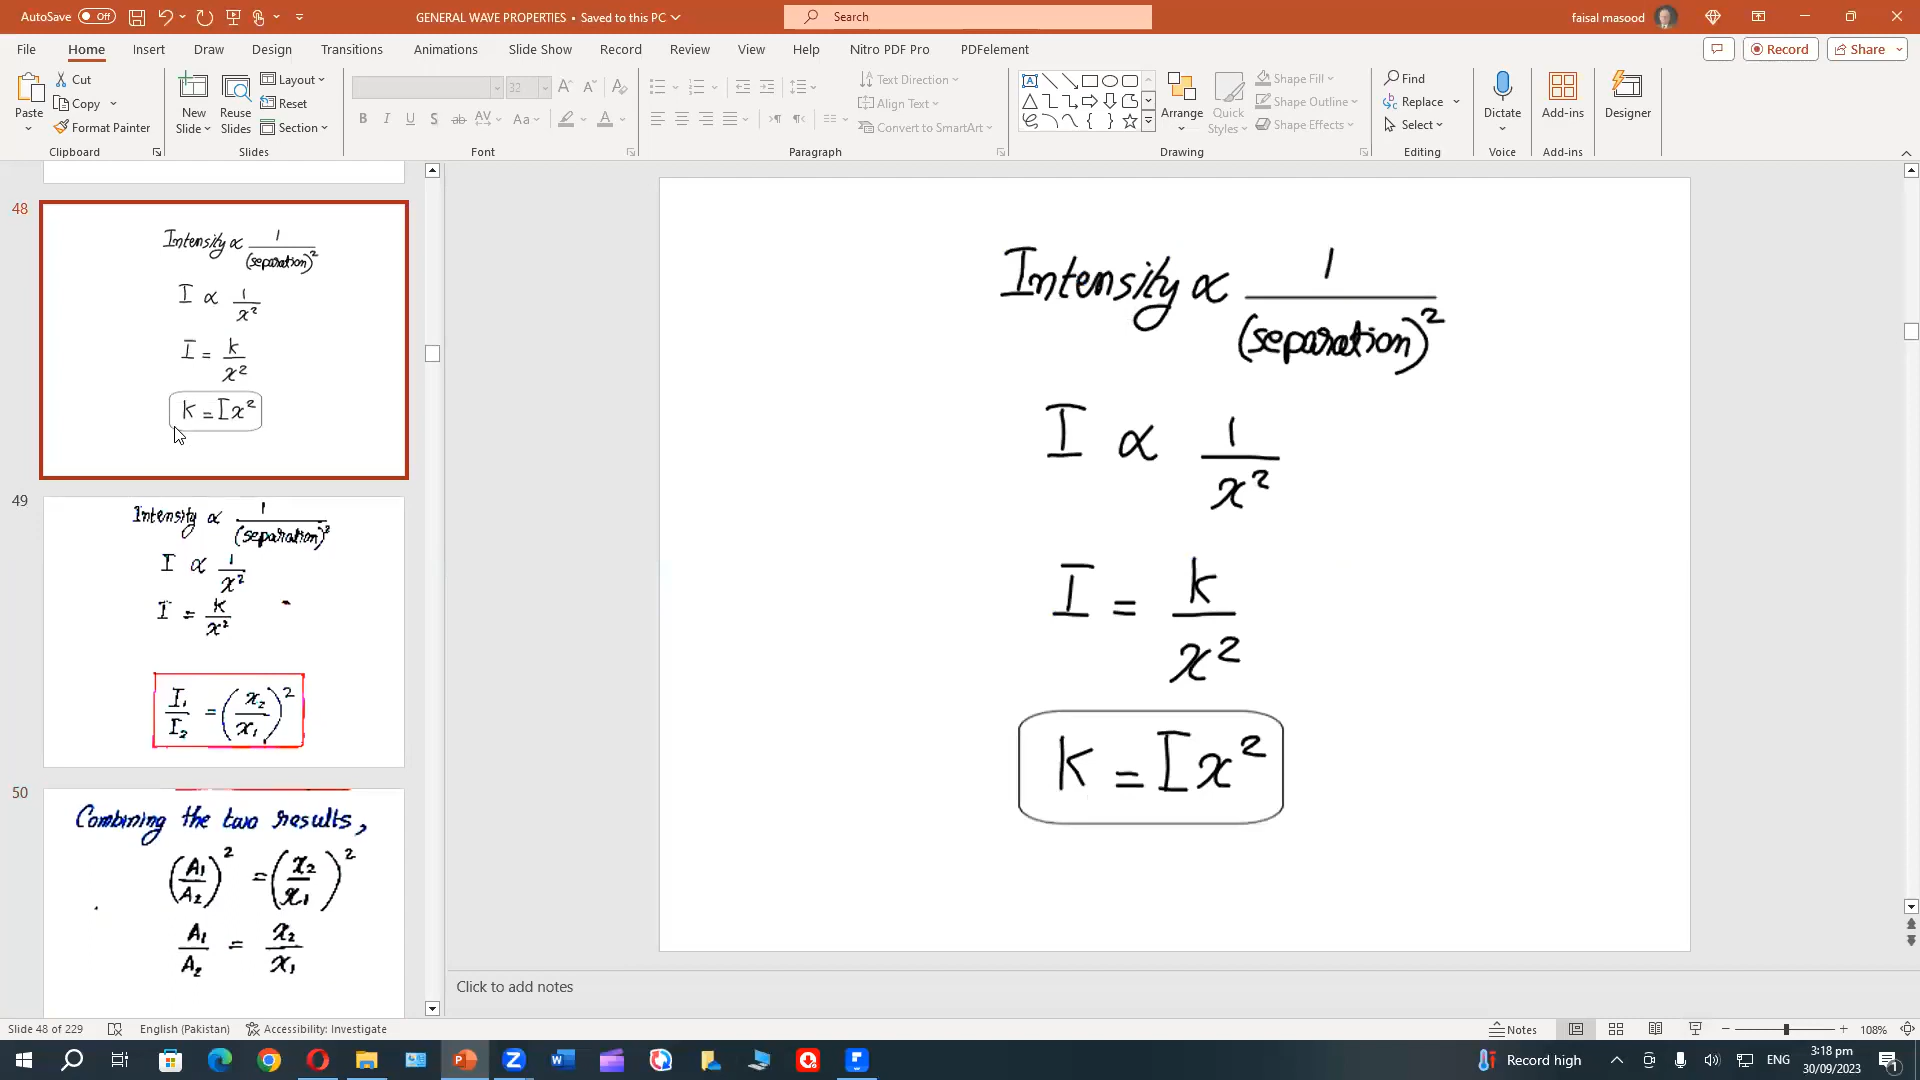 AutoSave Off GENERAL WAVE PROPERTIES • Saved to this PC Search faisal masood
File Home Insert Draw Design Transitions Animations Slide Show Record Review View Help Nitro PDF Pro PDFelement Record Share
Paste Cut Copy Format Painter Clipboard
New Slide Reuse Slides Layout Reset Section Slides
32 B I U S ab AV Aa A Font
Text Direction Align Text Convert to SmartArt Paragraph
Arrange Quick Styles Shape Fill Shape Outline Shape Effects Drawing
Find Replace Select Editing
Dictate Voice
Add-ins Add-ins
Designer
48
Intensity ∝ 1/(separation)²
I ∝ 1/x²
I = k/x²
K = Ix²
49
Intensity ∝ 1/(separation)²
I ∝ 1/x²
I = K/x²
I₁/I₂ = (x₂/x₁)²
50
Combining the two results,
(A₁/A₂)² = (x₂/x₁)²
A₁/A₂ = x₂/x₁
Intensity ∝ 1/(separation)²
I ∝ 1/x²
I = k/x²
K = Ix²
Click to add notes
Slide 48 of 229 English (Pakistan) Accessibility: Investigate Notes 108%
Record high ENG 3:18 pm
30/09/2023 1